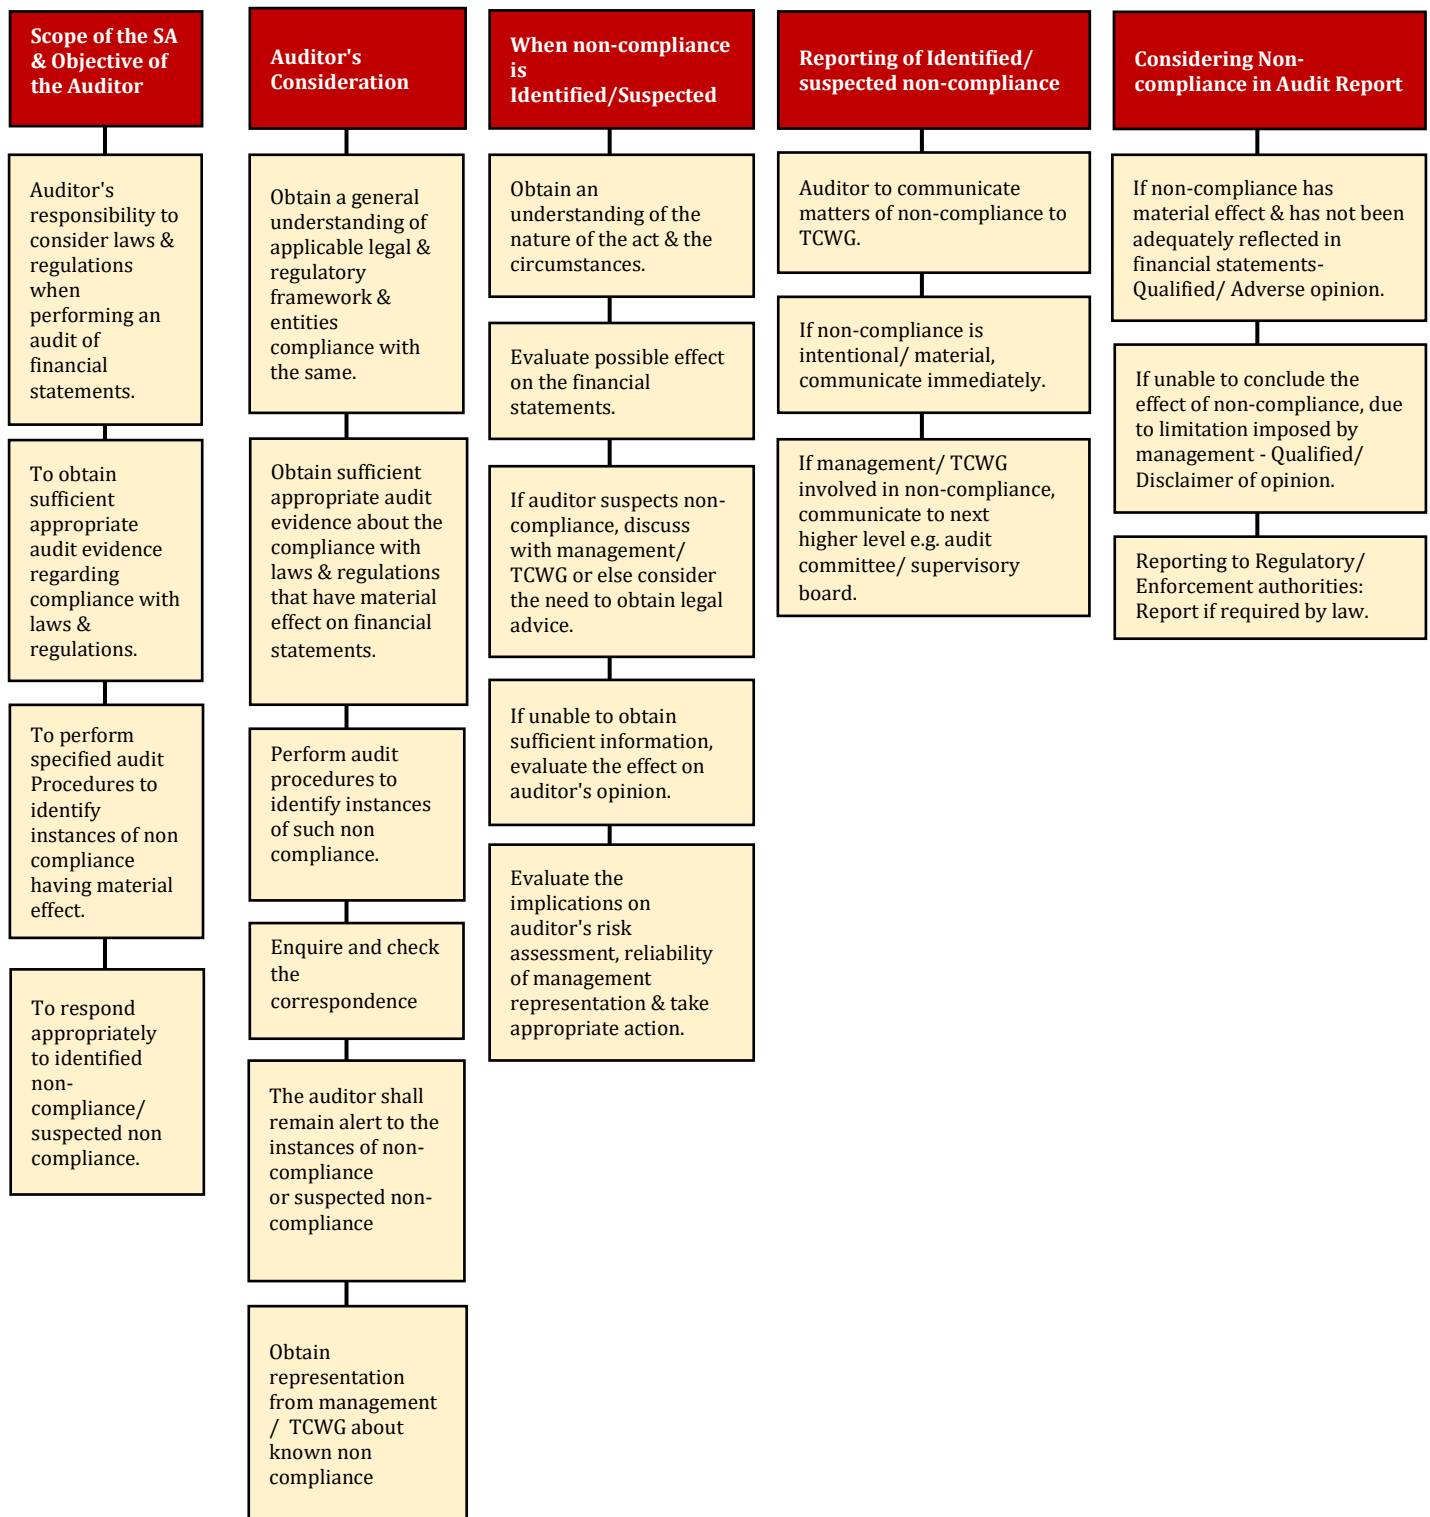 Scope of the SA
& Objective of
the Auditor
Auditor's
responsibility to
consider laws &
regulations
when
performing an
audit of
financial
statements.
To obtain
sufficient
appropriate
audit evidence
regarding
compliance with
laws &
regulations.
To perform
specified audit
Procedures to
identify
instances of non
compliance
having material
effect.
To respond
appropriately
to identified
non-
compliance/
suspected non
compliance.
Auditor's
Consideration
Obtain a general
understanding of
applicable legal &
regulatory
framework &
entities
compliance with
the same.
Obtain sufficient
appropriate audit
evidence about the
compliance with
laws & regulations
that have material
effect on financial
statements.
Perform audit
procedures to
identify instances
of such non
compliance.
Enquire and check
the
correspondence
The auditor shall
remain alert to the
instances of non-
compliance
or suspected non-
compliance
Obtain
representation
from management
/ TCWG about
known non
compliance
When non-compliance
is
Identified/Suspected
Obtain an
understanding of the
nature of the act & the
circumstances.
Evaluate possible effect
on the financial
statements.
If auditor suspects non-
compliance, discuss
with management/
TCWG or else consider
the need to obtain legal
advice.
If unable to obtain
sufficient information,
evaluate the effect on
auditor's opinion.
Evaluate the
implications on
auditor's risk
assessment, reliability
of management
representation & take
appropriate action.
Reporting of Identified/
suspected non-compliance
Auditor to communicate
matters of non-compliance to
TCWG.
If non-compliance is
intentional/ material,
communicate immediately.
If management/ TCWG
involved in non-compliance,
communicate to next
higher level e.g. audit
committee/ supervisory
board.
Considering Non-
compliance in Audit Report
If non-compliance has
material effect & has not been
adequately reflected in
financial statements-
Qualified/ Adverse opinion.
If unable to conclude the
effect of non-compliance, due
to limitation imposed by
management - Qualified/
Disclaimer of opinion.
Reporting to Regulatory/
Enforcement authorities:
Report if required by law.